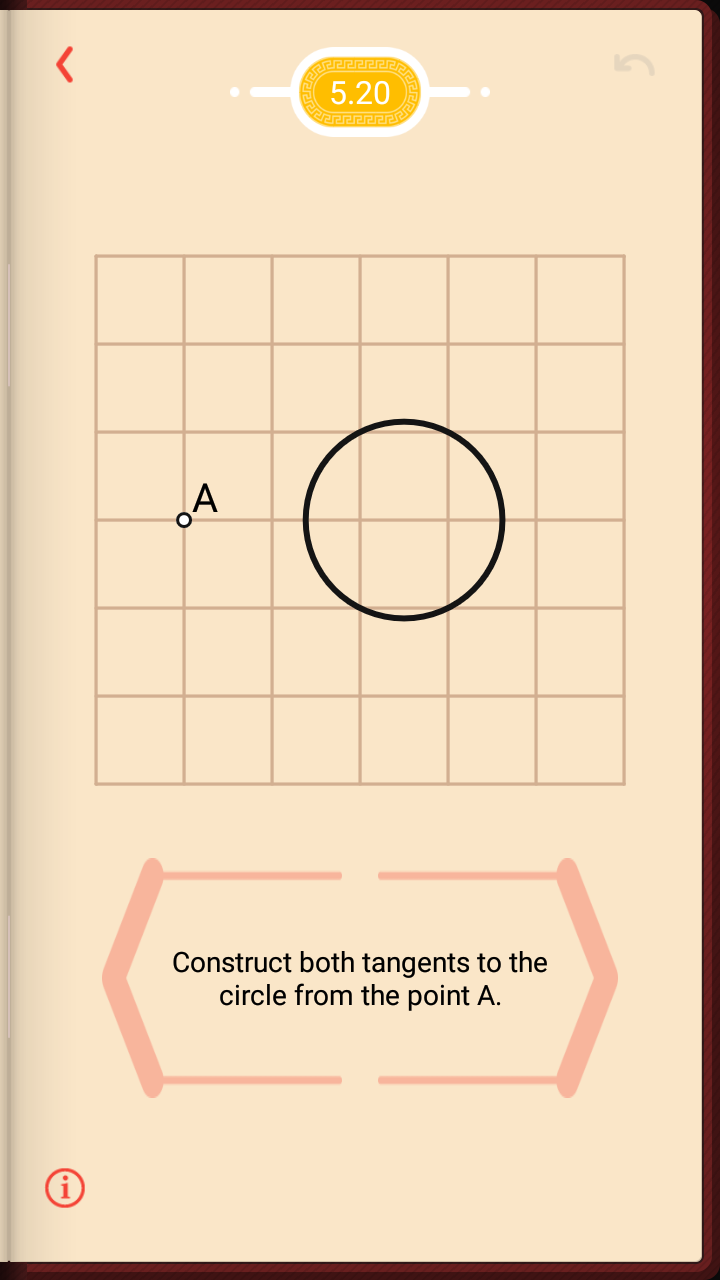 5.20
A
Construct both tangents to the
circle from the point A.
i